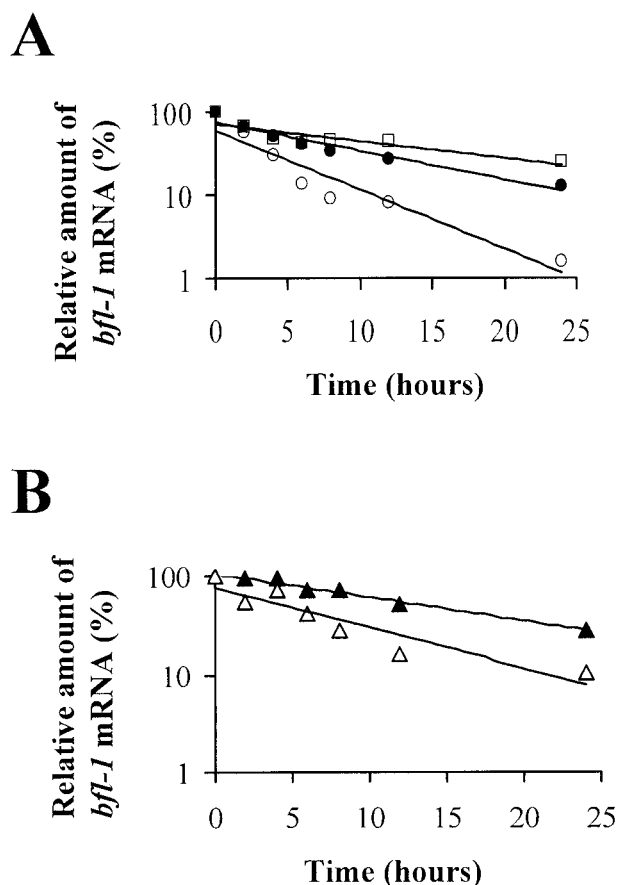 A
Relative amount of
bfl-1 mRNA (%)
100
10
1
0 5 10 15 20 25
Time (hours)
B
Relative amount of
bfl-1 mRNA (%)
100
10
1
0 5 10 15 20 25
Time (hours)